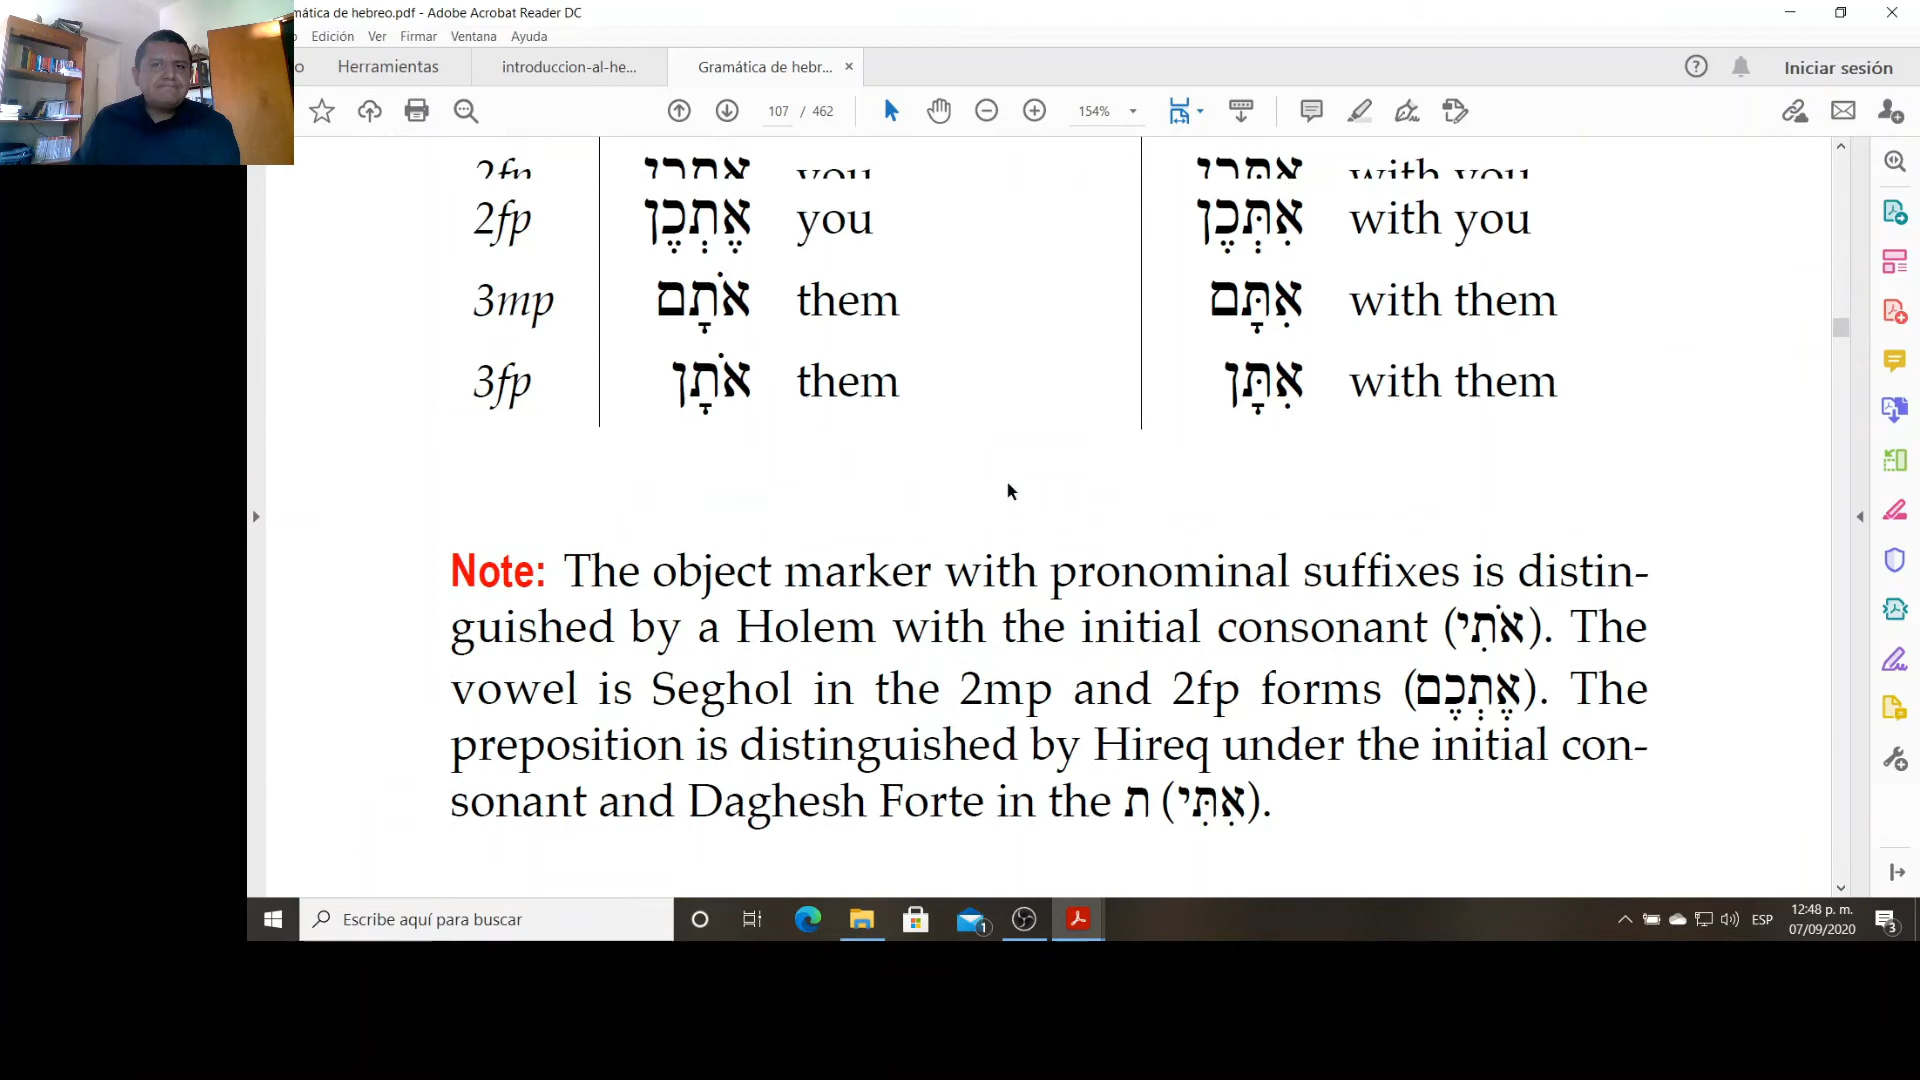 mática de hebreo.pdf - Adobe Acrobat Reader DC
Edición Ver Firmar Ventana Ayuda
Herramientas introduccion-al-he... Gramática de hebr... × Iniciar sesión
107 / 462 154%
2fp אֶתְכֶן you אִתְּכֶן with you
3mp אֹתָם them אִתָּם with them
3fp אֹתָן them אִתָּן with them
Note: The object marker with pronominal suffixes is distin-
guished by a Holem with the initial consonant (אֹתִי). The
vowel is Seghol in the 2mp and 2fp forms (אֶתְכֶם). The
preposition is distinguished by Hireq under the initial con-
sonant and Daghesh Forte in the ת (אִתִּי).
Escribe aquí para buscar
1
ESP
12:48 p. m.
07/09/2020
3